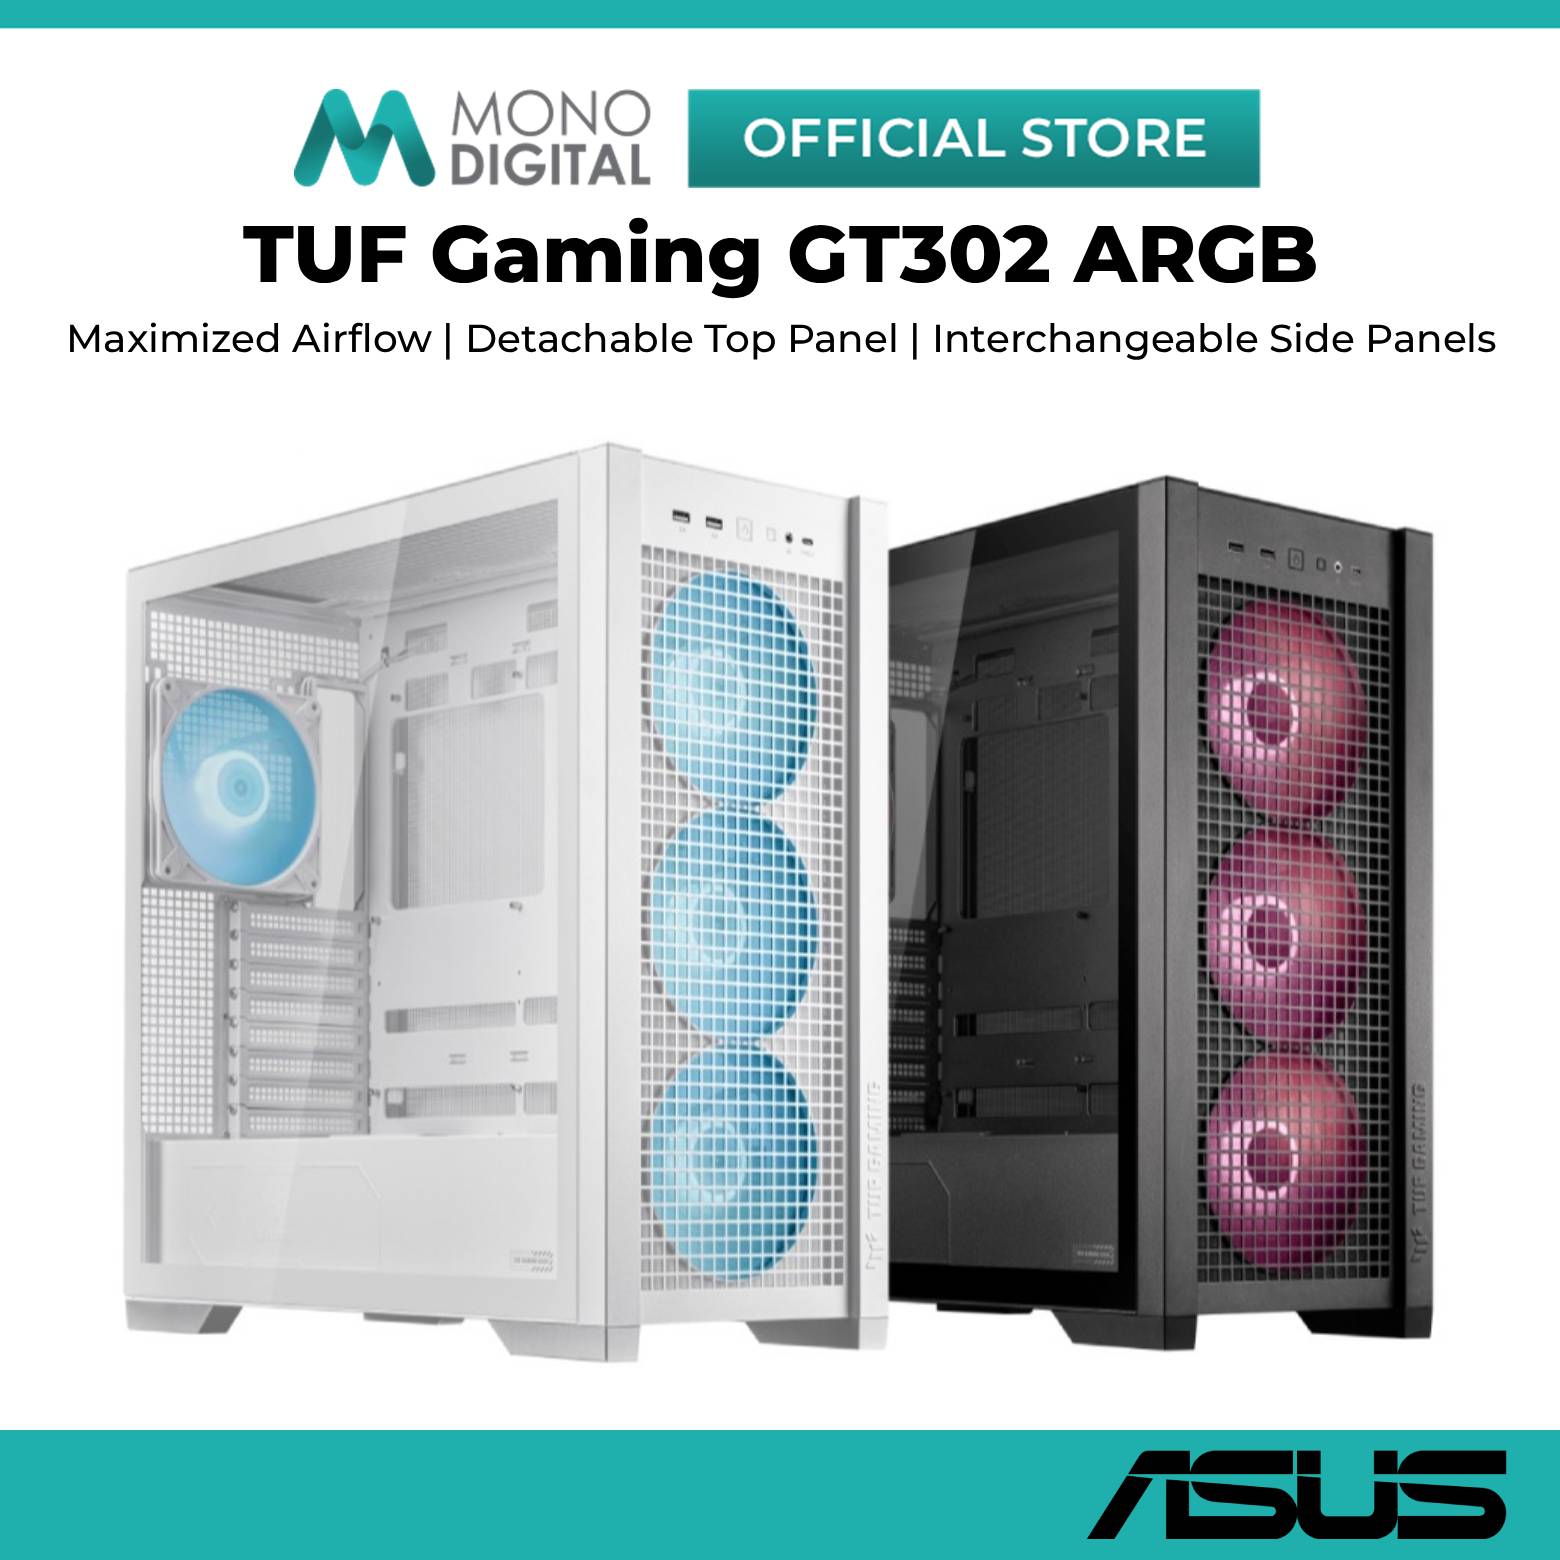 MONO
DIGITAL
OFFICIAL STORE
TUF Gaming GT302 ARGB
Maximized Airflow | Detachable Top Panel | Interchangeable Side Panels
TUF GAMING
TUF GAMING
ASUS